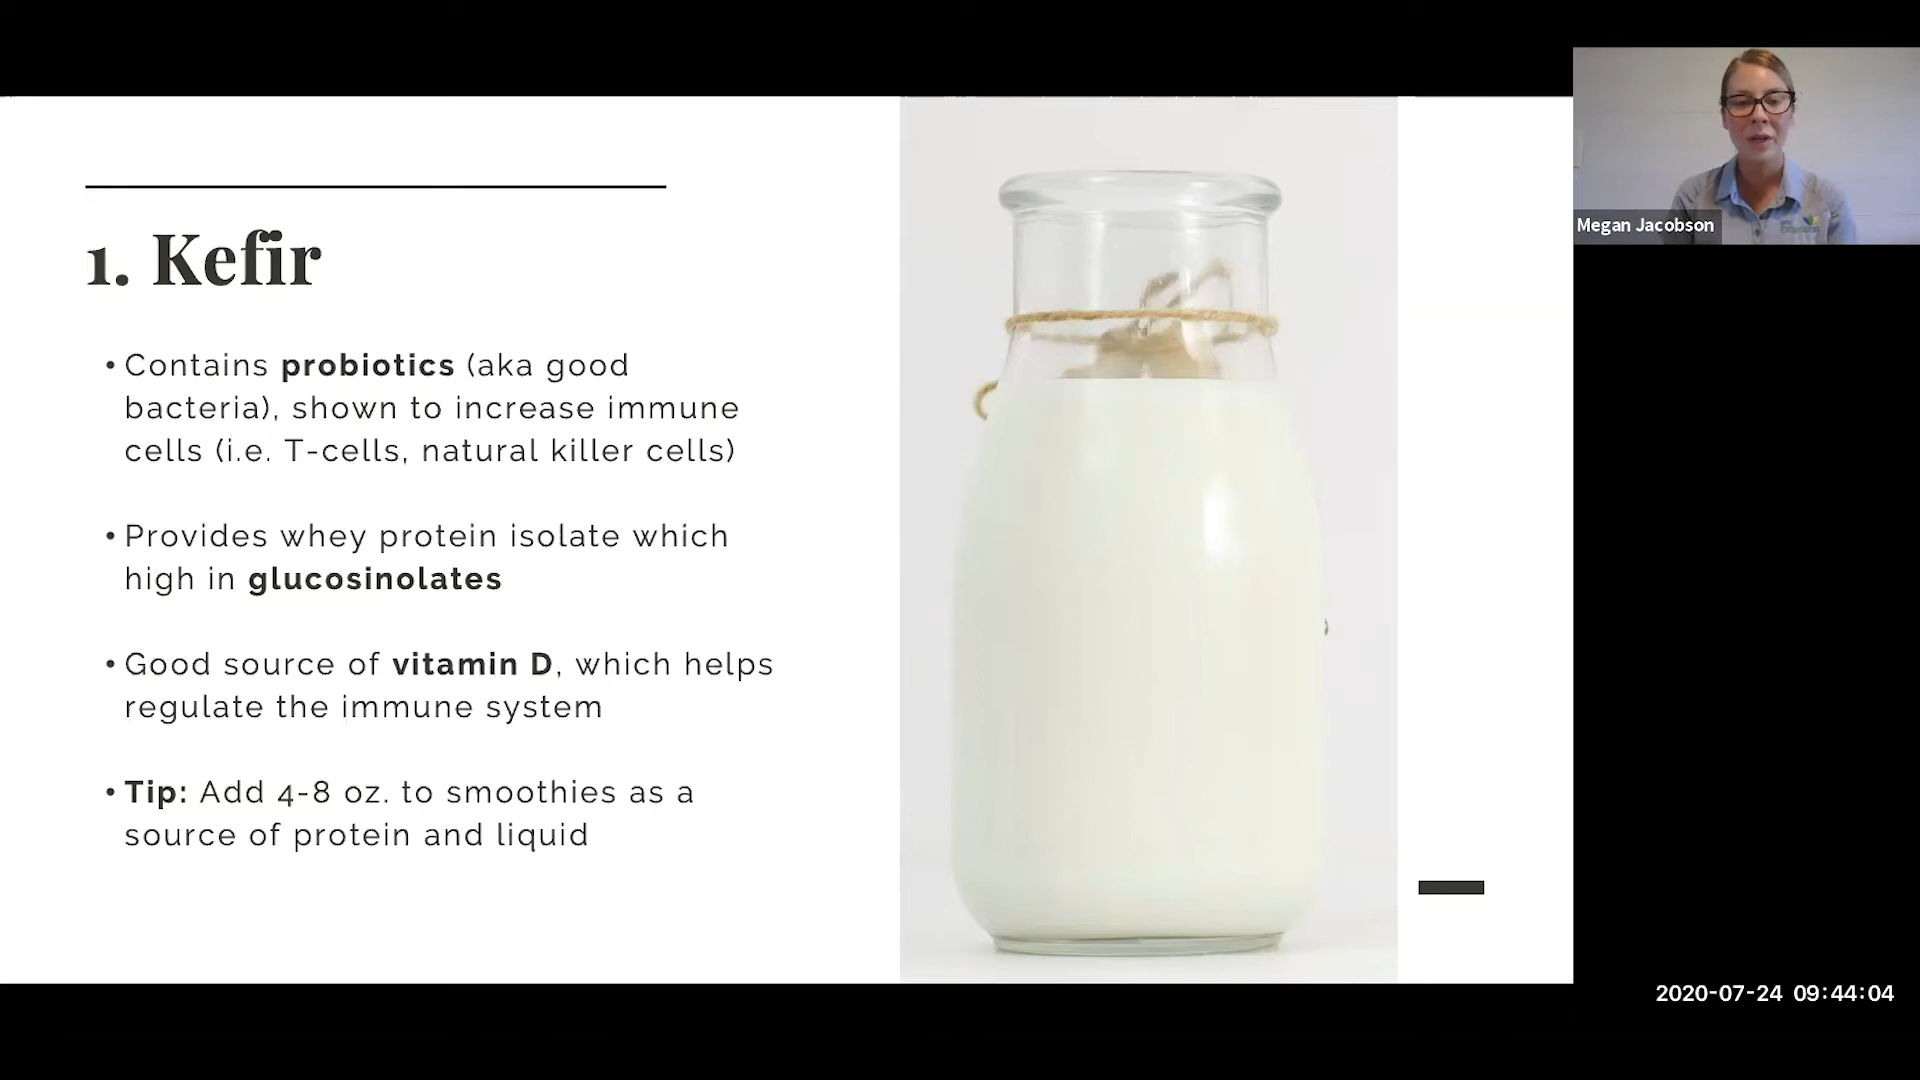 1. Kefir
• Contains probiotics (aka good
bacteria), shown to increase immune
cells (i.e. T-cells, natural killer cells)
• Provides whey protein isolate which
high in glucosinolates
• Good source of vitamin D, which helps
regulate the immune system
• Tip: Add 4-8 oz. to smoothies as a
source of protein and liquid
Megan Jacobson
2020-07-24 09:44:04